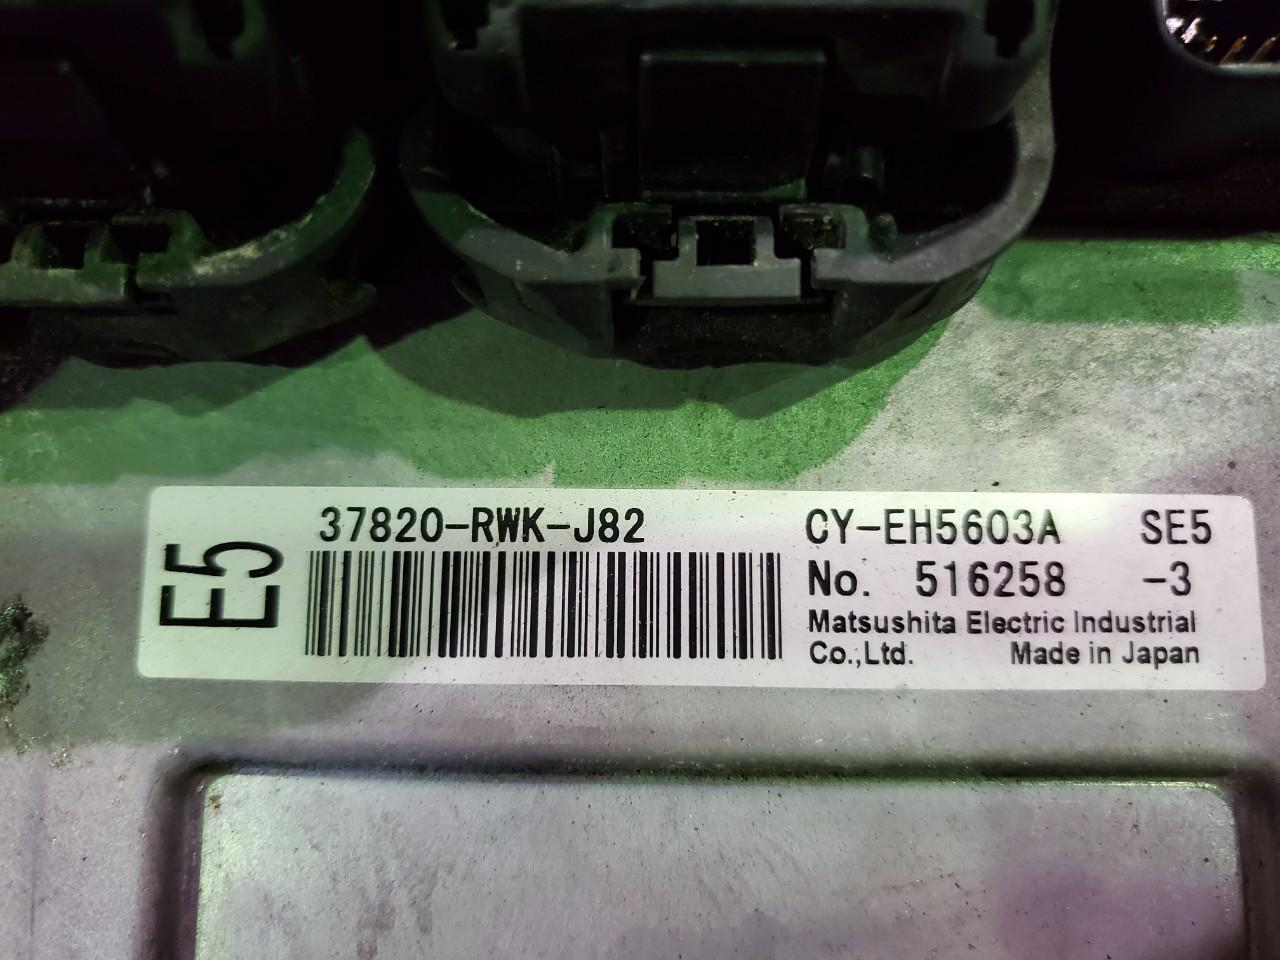 E5
37820-RWK-J82
CY-EH5603A SE5
No. 516258 -3
Matsushita Electric Industrial
Co.,Ltd. Made in Japan